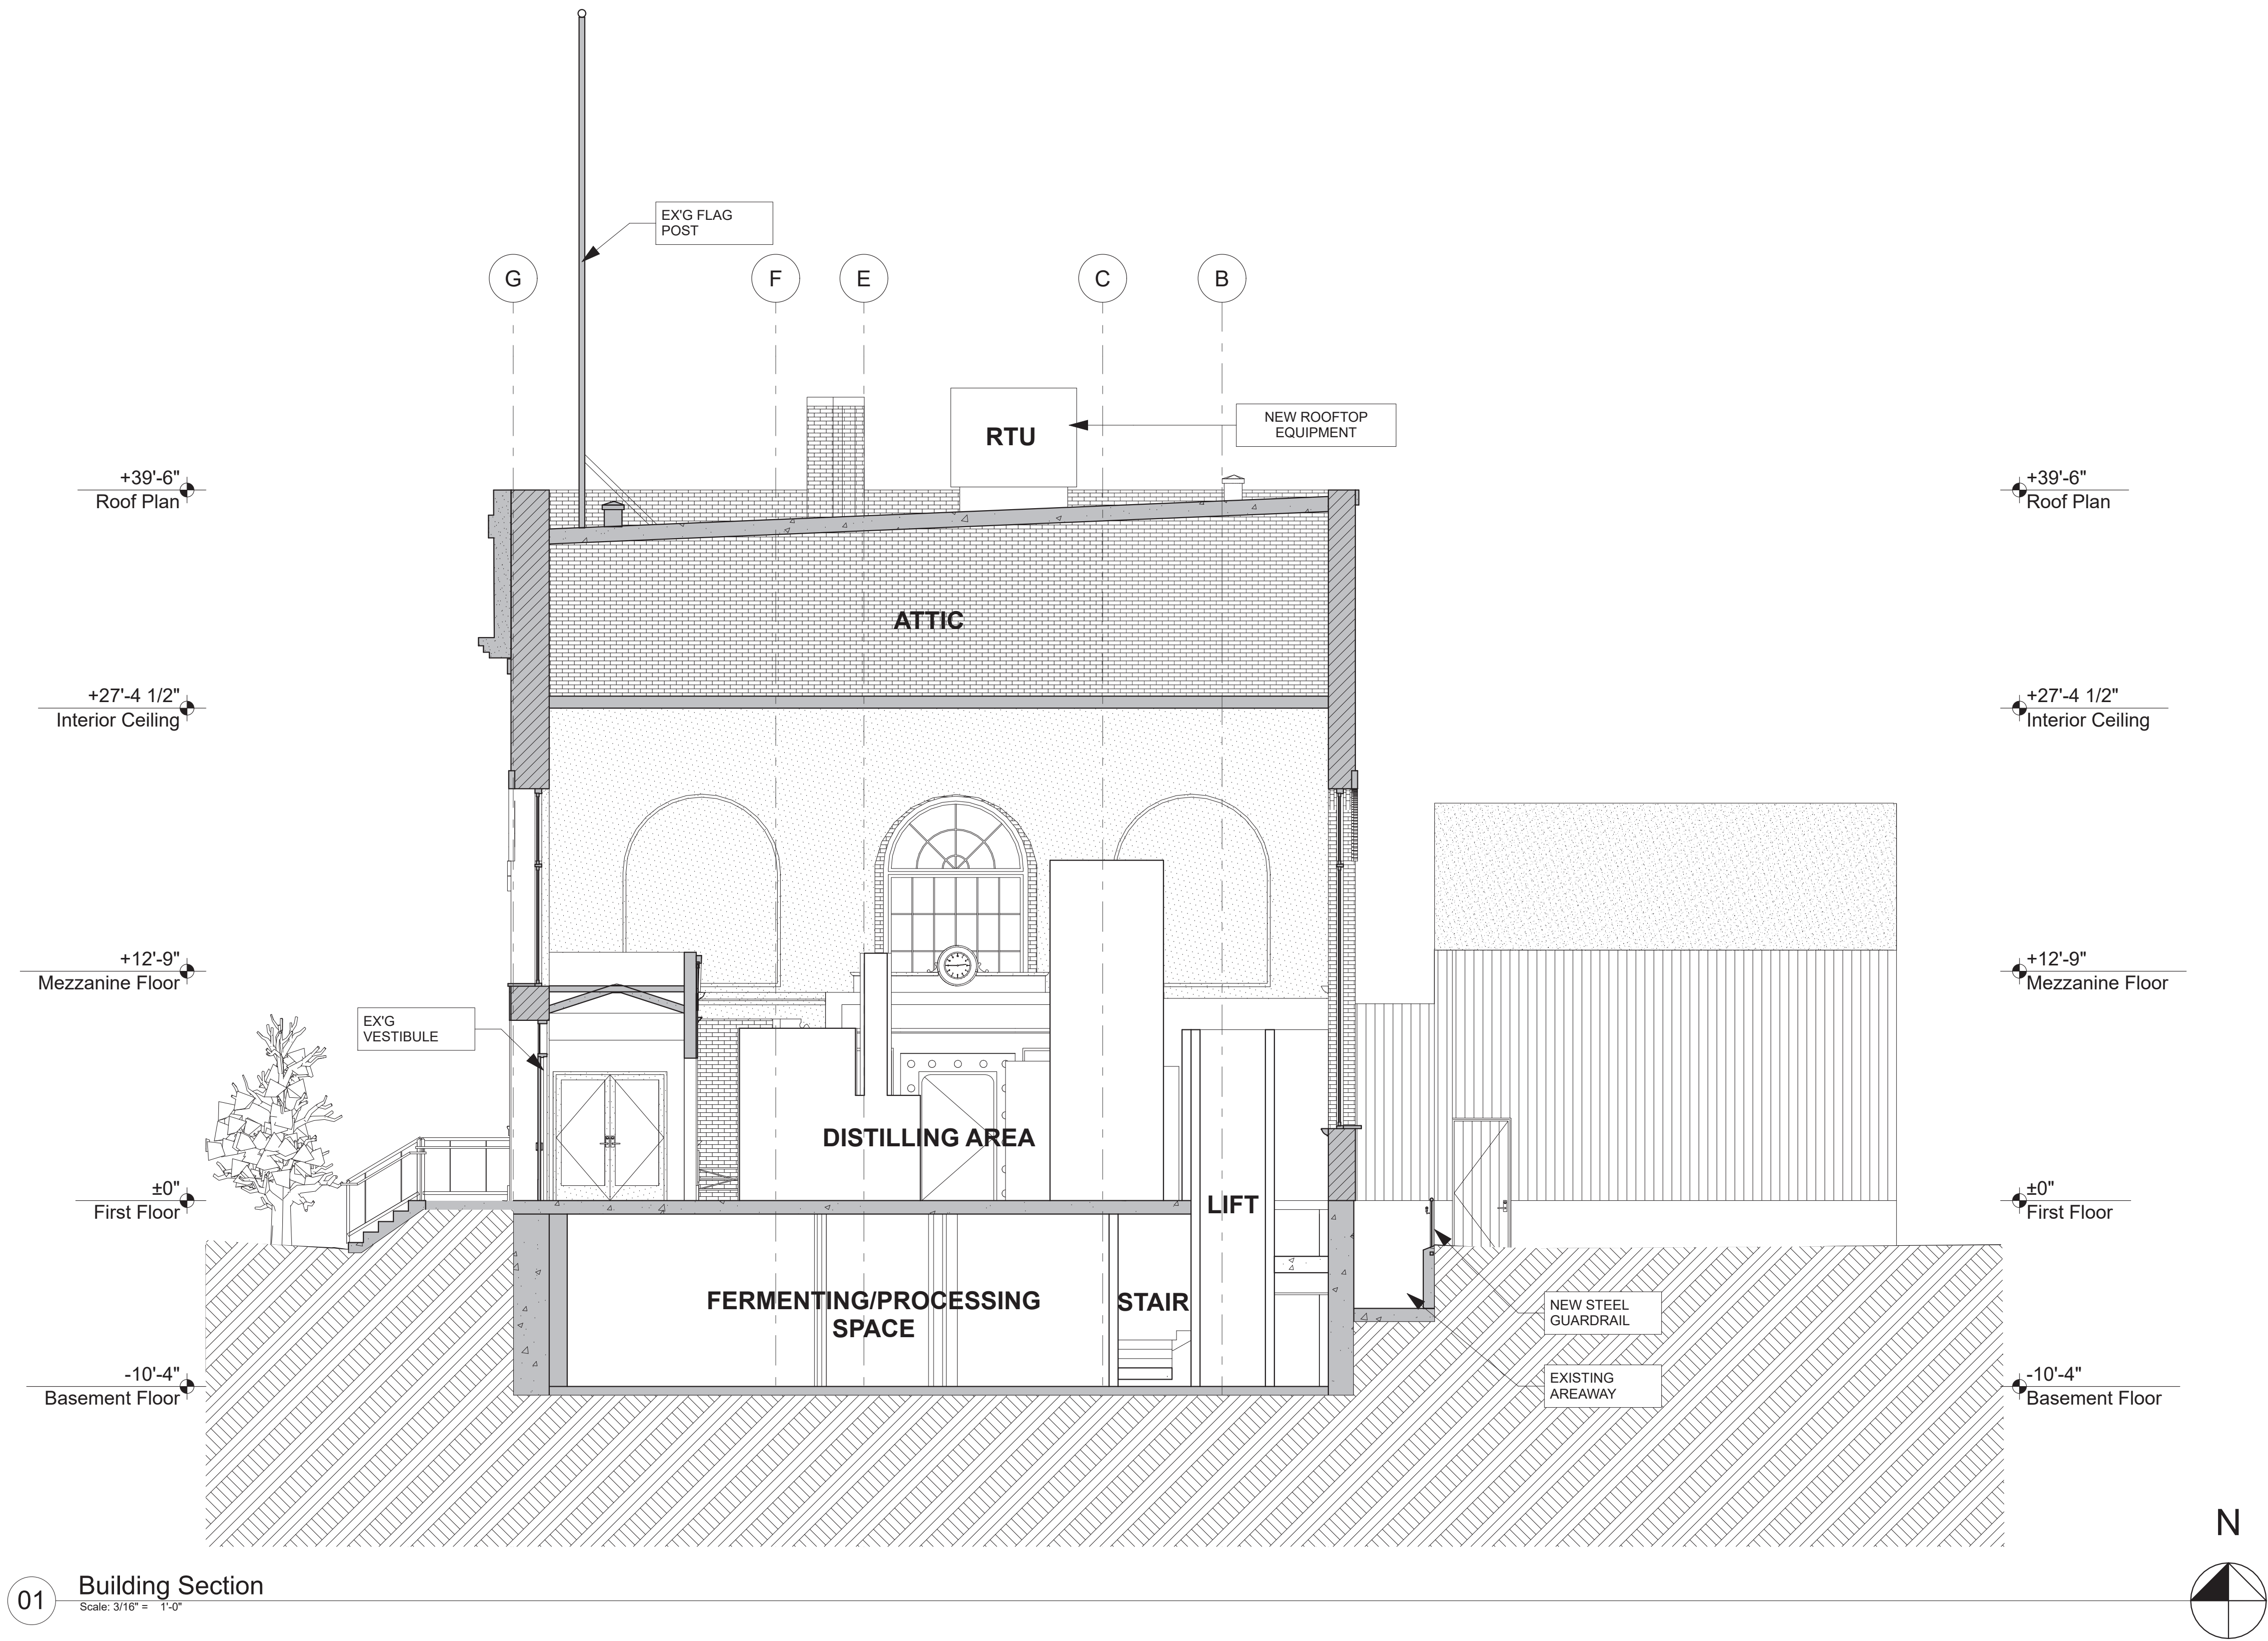 EX'G FLAG
POST
G
F
E
C
B
RTU
NEW ROOFTOP
EQUIPMENT
+39'-6"
Roof Plan
+39'-6"
Roof Plan
ATTIC
+27'-4 1/2"
Interior Ceiling
+27'-4 1/2"
Interior Ceiling
+12'-9"
Mezzanine Floor
+12'-9"
Mezzanine Floor
EX'G
VESTIBULE
DISTILLING AREA
±0"
First Floor
LIFT
±0"
First Floor
FERMENTING/PROCESSING
SPACE
STAIR
NEW STEEL
GUARDRAIL
EXISTING
AREAWAY
-10'-4"
Basement Floor
-10'-4"
Basement Floor
N
01
Building Section
Scale: 3/16" = 1'-0"